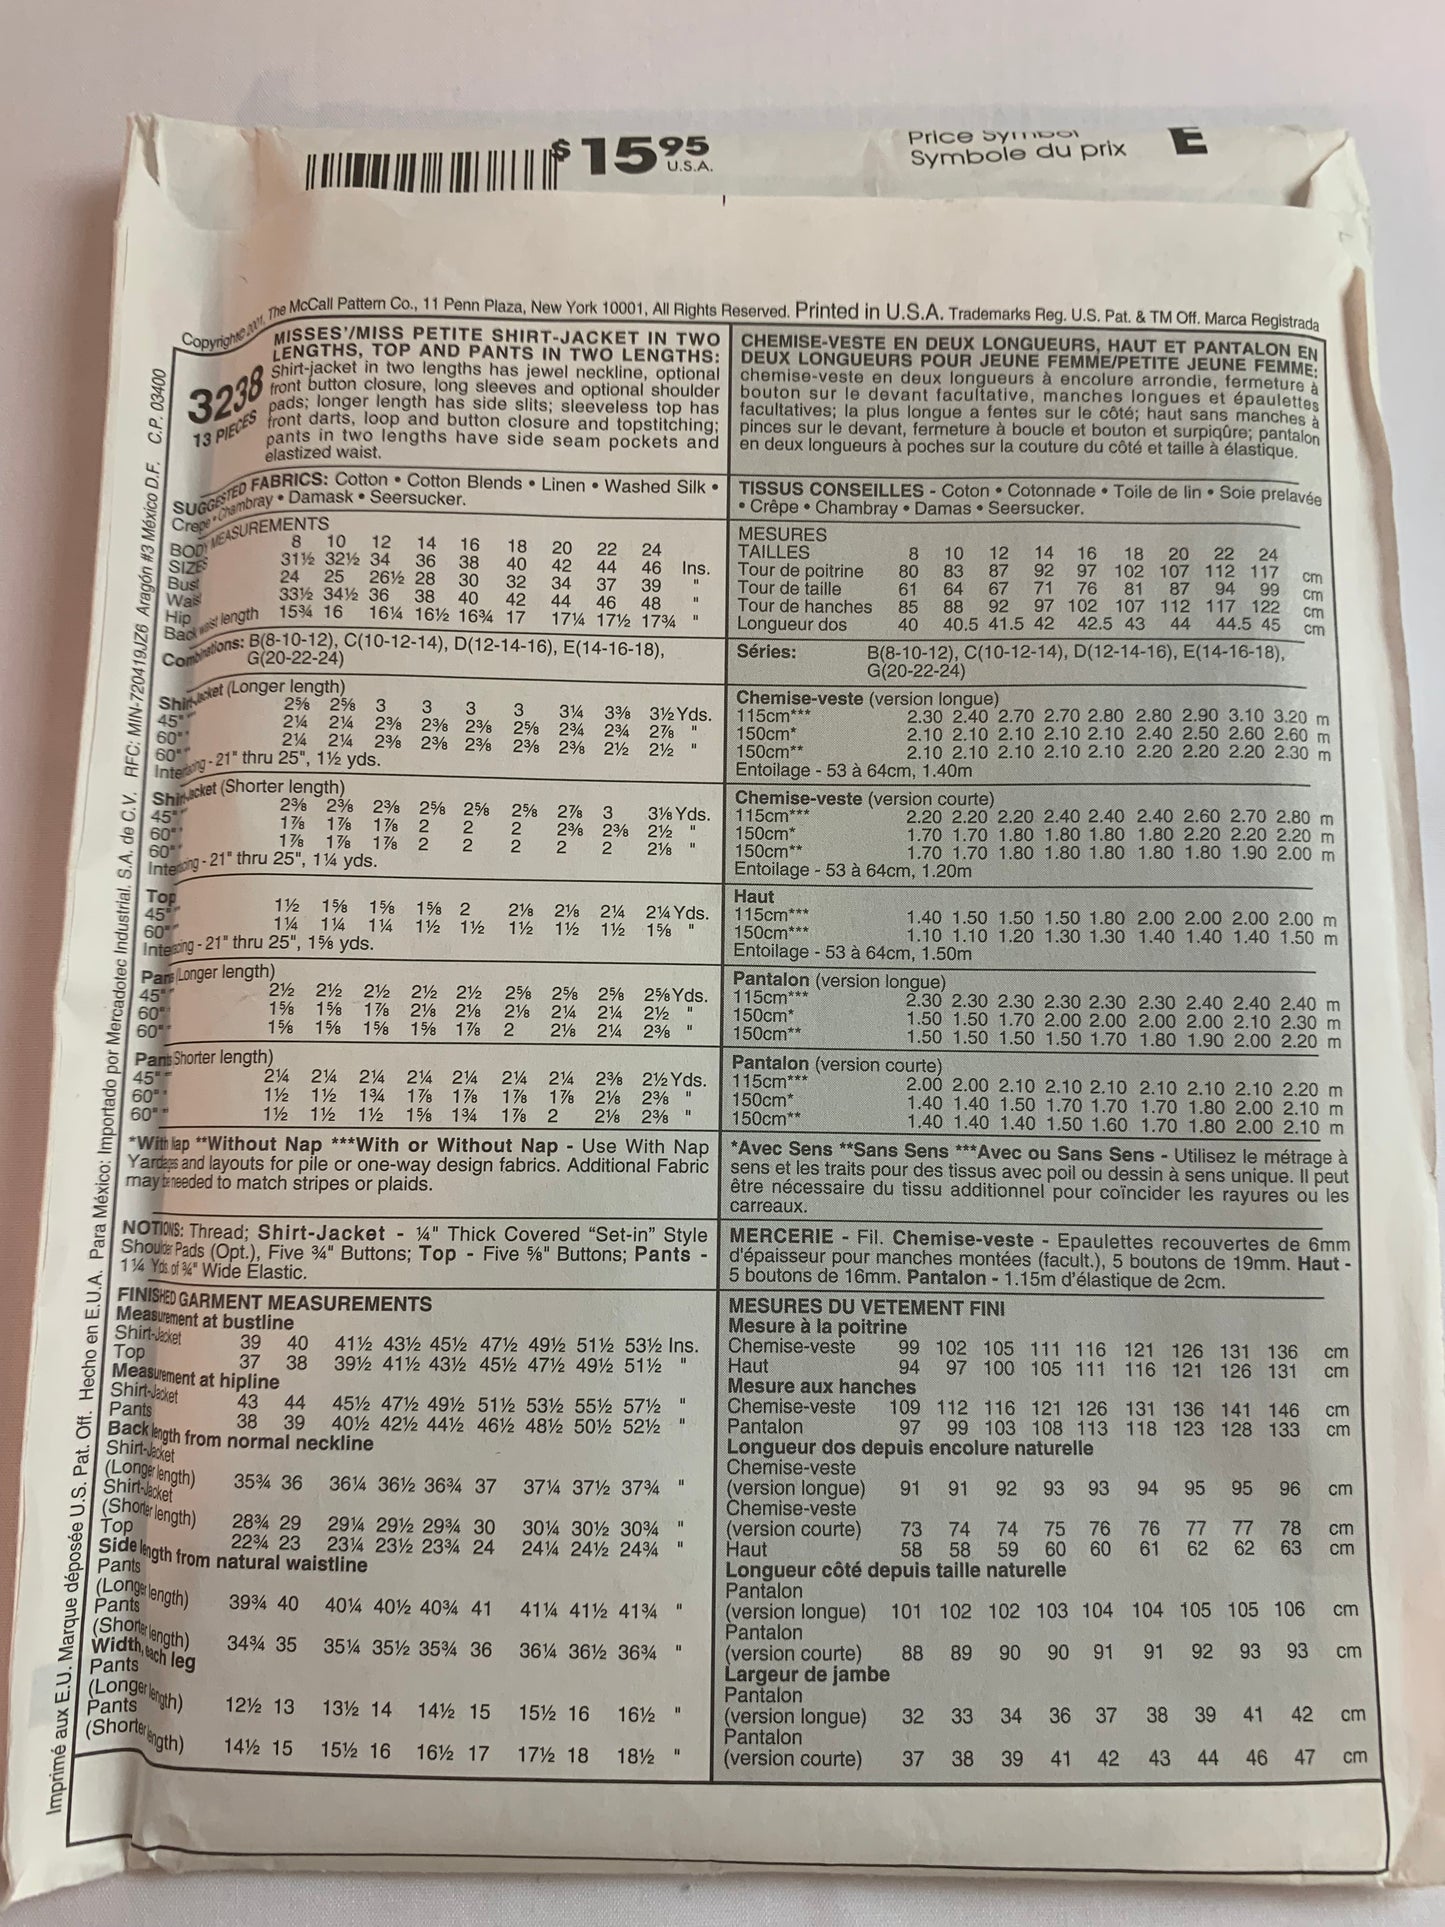 $15.95
U.S.A.
Price Symbol
Symbole du prix
E
Copyright© 2001, The McCall Pattern Co., 11 Penn Plaza, New York 10001, All Rights Reserved. Printed in U.S.A. Trademarks Reg. U.S. Pat. & TM Off. Marca Registrada
3238
13 PIECES
MISSES'/MISS PETITE SHIRT-JACKET IN TWO
LENGTHS, TOP AND PANTS IN TWO LENGTHS:
Shirt-jacket in two lengths has jewel neckline, optional
front button closure, long sleeves and optional shoulder
pads; longer length has side slits; sleeveless top has
front darts, loop and button closure and topstitching;
pants in two lengths have side seam pockets and
elastized waist.
SUGGESTED FABRICS: Cotton • Cotton Blends • Linen • Washed Silk •
Crepe • Chambray • Damask • Seersucker.
BODY MEASUREMENTS
SIZES 8 10 12 14 16 18 20 22 24
Bust 31½ 32½ 34 36 38 40 42 44 46 Ins.
Waist 24 25 26½ 28 30 32 34 37 39 "
Hip 33½ 34½ 36 38 40 42 44 46 48 "
Back waist length 15¾ 16 16¼ 16½ 16¾ 17 17¼ 17½ 17¾ "
Combinations: B(8-10-12), C(10-12-14), D(12-14-16), E(14-16-18),
G(20-22-24)
Shirt-Jacket (Longer length)
45"*** 2⅝ 2⅝ 3 3 3 3 3¼ 3⅜ 3½ Yds.
60"* 2¼ 2¼ 2⅜ 2⅜ 2⅜ 2⅝ 2¾ 2¾ 2⅞ "
60"** 2¼ 2¼ 2⅜ 2⅜ 2⅜ 2⅜ 2⅜ 2½ 2½ "
Interfacing - 21" thru 25", 1½ yds.
Shirt-Jacket (Shorter length)
45"*** 2⅜ 2⅜ 2⅜ 2⅝ 2⅝ 2⅝ 2⅞ 3 3⅛ Yds.
60"* 1⅞ 1⅞ 1⅞ 2 2 2 2⅜ 2⅜ 2½ "
60"** 1⅞ 1⅞ 1⅞ 2 2 2 2 2 2⅛ "
Interfacing - 21" thru 25", 1¼ yds.
Top
45"*** 1½ 1⅝ 1⅝ 1⅝ 2 2⅛ 2⅛ 2¼ 2¼ Yds.
60"*** 1¼ 1¼ 1¼ 1½ 1½ 1½ 1½ 1½ 1⅝ "
Interfacing - 21" thru 25", 1⅝ yds.
Pants (Longer length)
45"*** 2½ 2½ 2½ 2½ 2½ 2⅝ 2⅝ 2⅝ 2⅝ Yds.
60"* 1⅝ 1⅝ 1⅞ 2⅛ 2⅛ 2⅛ 2¼ 2¼ 2½ "
60"** 1⅝ 1⅝ 1⅝ 1⅝ 1⅞ 2 2⅛ 2¼ 2⅜ "
Pants (Shorter length)
45"*** 2¼ 2¼ 2¼ 2¼ 2¼ 2¼ 2¼ 2⅜ 2½ Yds.
60"* 1½ 1½ 1¾ 1⅞ 1⅞ 1⅞ 1⅞ 2⅛ 2⅜ "
60"** 1½ 1½ 1½ 1⅝ 1¾ 1⅞ 2 2⅛ 2⅜ "
*With Nap **Without Nap ***With or Without Nap - Use With Nap
Yardages and layouts for pile or one-way design fabrics. Additional Fabric
may be needed to match stripes or plaids.
NOTIONS: Thread; Shirt-Jacket - ¼" Thick Covered "Set-in" Style
Shoulder Pads (Opt.), Five ¾" Buttons; Top - Five ⅝" Buttons; Pants -
1¼ Yds of ¾" Wide Elastic.
FINISHED GARMENT MEASUREMENTS
Measurement at bustline
Shirt-Jacket 39 40 41½ 43½ 45½ 47½ 49½ 51½ 53½ Ins.
Top 37 38 39½ 41½ 43½ 45½ 47½ 49½ 51½ "
Measurement at hipline
Shirt-Jacket 43 44 45½ 47½ 49½ 51½ 53½ 55½ 57½ "
Pants 38 39 40½ 42½ 44½ 46½ 48½ 50½ 52½ "
Back length from normal neckline
Shirt-Jacket
(Longer length) 35¾ 36 36¼ 36½ 36¾ 37 37¼ 37½ 37¾ "
Shirt-Jacket
(Shorter length) 28¾ 29 29¼ 29½ 29¾ 30 30¼ 30½ 30¾ "
Top 22¾ 23 23¼ 23½ 23¾ 24 24¼ 24½ 24¾ "
Side length from natural waistline
Pants
(Longer length) 39¾ 40 40¼ 40½ 40¾ 41 41¼ 41½ 41¾ "
Pants
(Shorter length) 34¾ 35 35¼ 35½ 35¾ 36 36¼ 36½ 36¾ "
Width, each leg
Pants
(Longer length) 12½ 13 13½ 14 14½ 15 15½ 16 16½ "
Pants
(Shorter length) 14½ 15 15½ 16 16½ 17 17½ 18 18½ "
CHEMISE-VESTE EN DEUX LONGUEURS, HAUT ET PANTALON EN
DEUX LONGUEURS POUR JEUNE FEMME/PETITE JEUNE FEMME:
chemise-veste en deux longueurs à encolure arrondie, fermeture à
bouton sur le devant facultative, manches longues et épaulettes
facultatives; la plus longue a fentes sur le côté; haut sans manches à
pinces sur le devant, fermeture à boucle et bouton et surpiqûre; pantalon
en deux longueurs à poches sur la couture du côté et taille à élastique.
TISSUS CONSEILLES - Coton • Cotonnade • Toile de lin • Soie prelavée
• Crêpe • Chambray • Damas • Seersucker.
MESURES
TAILLES 8 10 12 14 16 18 20 22 24
Tour de poitrine 80 83 87 92 97 102 107 112 117 cm
Tour de taille 61 64 67 71 76 81 87 94 99 cm
Tour de hanches 85 88 92 97 102 107 112 117 122 cm
Longueur dos 40 40.5 41.5 42 42.5 43 44 44.5 45 cm
Séries: B(8-10-12), C(10-12-14), D(12-14-16), E(14-16-18),
G(20-22-24)
Chemise-veste (version longue)
115cm*** 2.30 2.40 2.70 2.70 2.80 2.80 2.90 3.10 3.20 m
150cm* 2.10 2.10 2.10 2.10 2.10 2.40 2.50 2.60 2.60 m
150cm** 2.10 2.10 2.10 2.10 2.10 2.20 2.20 2.20 2.30 m
Entoilage - 53 à 64cm, 1.40m
Chemise-veste (version courte)
115cm*** 2.20 2.20 2.20 2.40 2.40 2.40 2.60 2.70 2.80 m
150cm* 1.70 1.70 1.80 1.80 1.80 1.80 2.20 2.20 2.20 m
150cm** 1.70 1.70 1.80 1.80 1.80 1.80 1.80 1.90 2.00 m
Entoilage - 53 à 64cm, 1.20m
Haut
115cm*** 1.40 1.50 1.50 1.50 1.80 2.00 2.00 2.00 2.00 m
150cm*** 1.10 1.10 1.20 1.30 1.30 1.40 1.40 1.40 1.50 m
Entoilage - 53 à 64cm, 1.50m
Pantalon (version longue)
115cm*** 2.30 2.30 2.30 2.30 2.30 2.30 2.40 2.40 2.40 m
150cm* 1.50 1.50 1.70 2.00 2.00 2.00 2.00 2.10 2.30 m
150cm** 1.50 1.50 1.50 1.50 1.70 1.80 1.90 2.00 2.20 m
Pantalon (version courte)
115cm*** 2.00 2.00 2.10 2.10 2.10 2.10 2.10 2.10 2.20 m
150cm* 1.40 1.40 1.50 1.70 1.70 1.70 1.80 2.00 2.10 m
150cm** 1.40 1.40 1.40 1.50 1.60 1.70 1.80 2.00 2.10 m
*Avec Sens **Sans Sens ***Avec ou Sans Sens - Utilisez le métrage à
sens et les traits pour des tissus avec poil ou dessin à sens unique. Il peut
être nécessaire du tissu additionnel pour coïncider les rayures ou les
carreaux.
MERCERIE - Fil. Chemise-veste - Epaulettes recouvertes de 6mm
d'épaisseur pour manches montées (facult.), 5 boutons de 19mm. Haut -
5 boutons de 16mm. Pantalon - 1.15m d'élastique de 2cm.
MESURES DU VETEMENT FINI
Mesure à la poitrine
Chemise-veste 99 102 105 111 116 121 126 131 136 cm
Haut 94 97 100 105 111 116 121 126 131 cm
Mesure aux hanches
Chemise-veste 109 112 116 121 126 131 136 141 146 cm
Pantalon 97 99 103 108 113 118 123 128 133 cm
Longueur dos depuis encolure naturelle
Chemise-veste
(version longue) 91 91 92 93 93 94 95 95 96 cm
Chemise-veste
(version courte) 73 74 74 75 76 76 77 77 78 cm
Haut 58 58 59 60 60 61 62 62 63 cm
Longueur côté depuis taille naturelle
Pantalon
(version longue) 101 102 102 103 104 104 105 105 106 cm
Pantalon
(version courte) 88 89 90 90 91 91 92 93 93 cm
Largeur de jambe
Pantalon
(version longue) 32 33 34 36 37 38 39 41 42 cm
Pantalon
(version courte) 37 38 39 41 42 43 44 46 47 cm
Imprimé aux E.U. Marque déposée U.S. Pat. Off. Hecho en E.U.A. Para México: Importado por Mercadotec Industrial. S.A. de C.V. RFC: MIN-720419JZ6 Aragón #3 México D.F. C.P. 03400